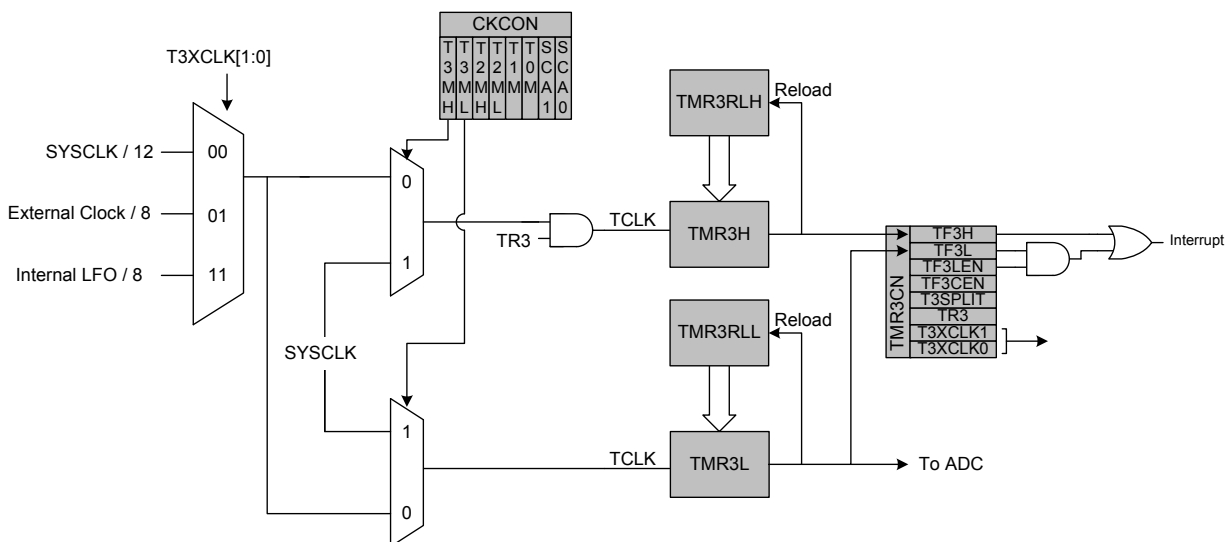 CKCON
T3MH
T3ML
T2MH
T2ML
T1M
T0M
SCA1
SCA0
T3XCLK[1:0]
SYSCLK / 12
00
External Clock / 8
01
Internal LFO / 8
11
0
1
SYSCLK
1
0
TR3
TCLK
TMR3RLH
Reload
TMR3H
TMR3RLL
Reload
TCLK
TMR3L
To ADC
TMR3CN
TF3H
TF3L
TF3LEN
TF3CEN
T3SPLIT
TR3
T3XCLK1
T3XCLK0
Interrupt